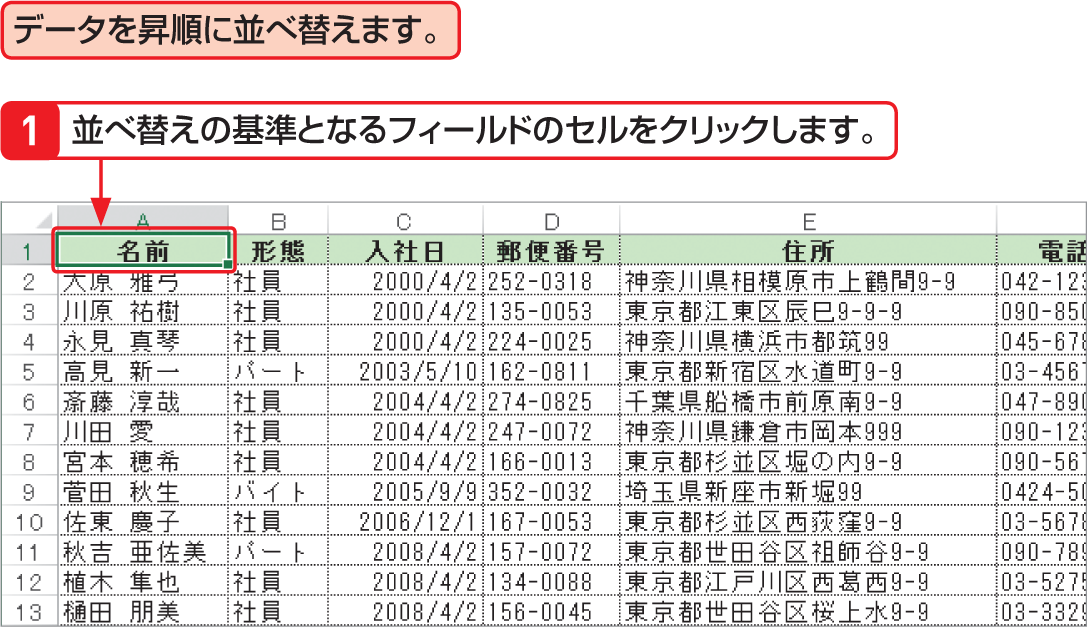 データを昇順に並べ替えます。
1 並べ替えの基準となるフィールドのセルをクリックします。
A B C D E
1 名前 形態 入社日 郵便番号 住所 電話
2 大原 雅弓 社員 2000/4/2 252-0318 神奈川県相模原市上鶴間9-9 042-123
3 川原 祐樹 社員 2000/4/2 135-0053 東京都江東区辰巳9-9-9 090-850
4 永見 真琴 社員 2000/4/2 224-0025 神奈川県横浜市都筑99 045-678
5 高見 新一 パート 2003/5/10 162-0811 東京都新宿区水道町9-9 03-4567
6 斎藤 淳哉 社員 2004/4/2 274-0825 千葉県船橋市前原南9-9 047-890
7 川田 愛 社員 2004/4/2 247-0072 神奈川県鎌倉市岡本999 090-123
8 宮本 穂希 社員 2004/4/2 166-0013 東京都杉並区堀の内9-9 090-567
9 菅田 秋生 バイト 2005/9/9 352-0032 埼玉県新座市新堀99 0424-50
10 佐東 慶子 社員 2006/12/1 167-0053 東京都杉並区西荻窪9-9 03-5678
11 秋吉 亜佐美 パート 2008/4/2 157-0072 東京都世田谷区祖師谷9-9 090-789
12 植木 隼也 社員 2008/4/2 134-0088 東京都江戸川区西葛西9-9 03-5275
13 樋田 朋美 社員 2008/4/2 156-0045 東京都世田谷区桜上水9-9 03-3329